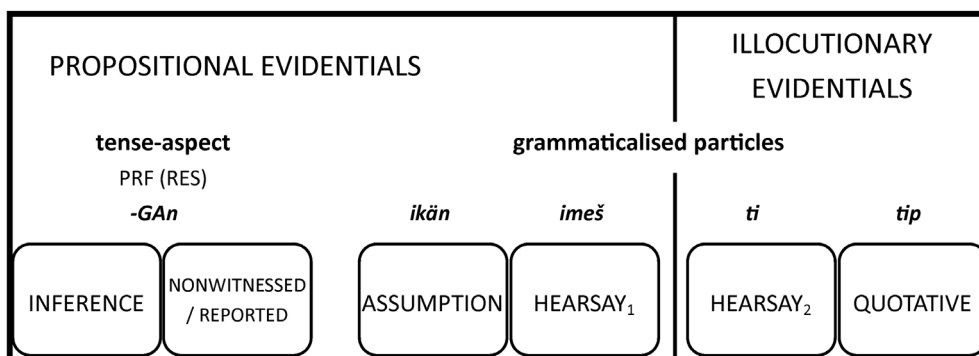 PROPOSITIONAL EVIDENTIALS
ILLOCUTIONARY
EVIDENTIALS
tense-aspect
grammaticalised particles
PRF (RES)
-GAn
ikän
imeš
ti
tip
INFERENCE
NONWITNESSED
/ REPORTED
ASSUMPTION
HEARSAY₁
HEARSAY₂
QUOTATIVE